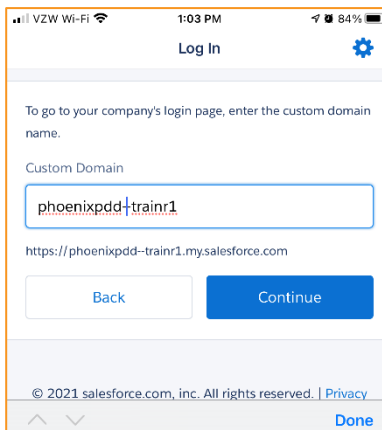 VZW Wi-Fi 1:03 PM 84%
Log In
To go to your company's login page, enter the custom domain
name.
Custom Domain
phoenixpdd--trainr1
https://phoenixpdd--trainr1.my.salesforce.com
Back Continue
© 2021 salesforce.com, inc. All rights reserved. | Privacy
Done